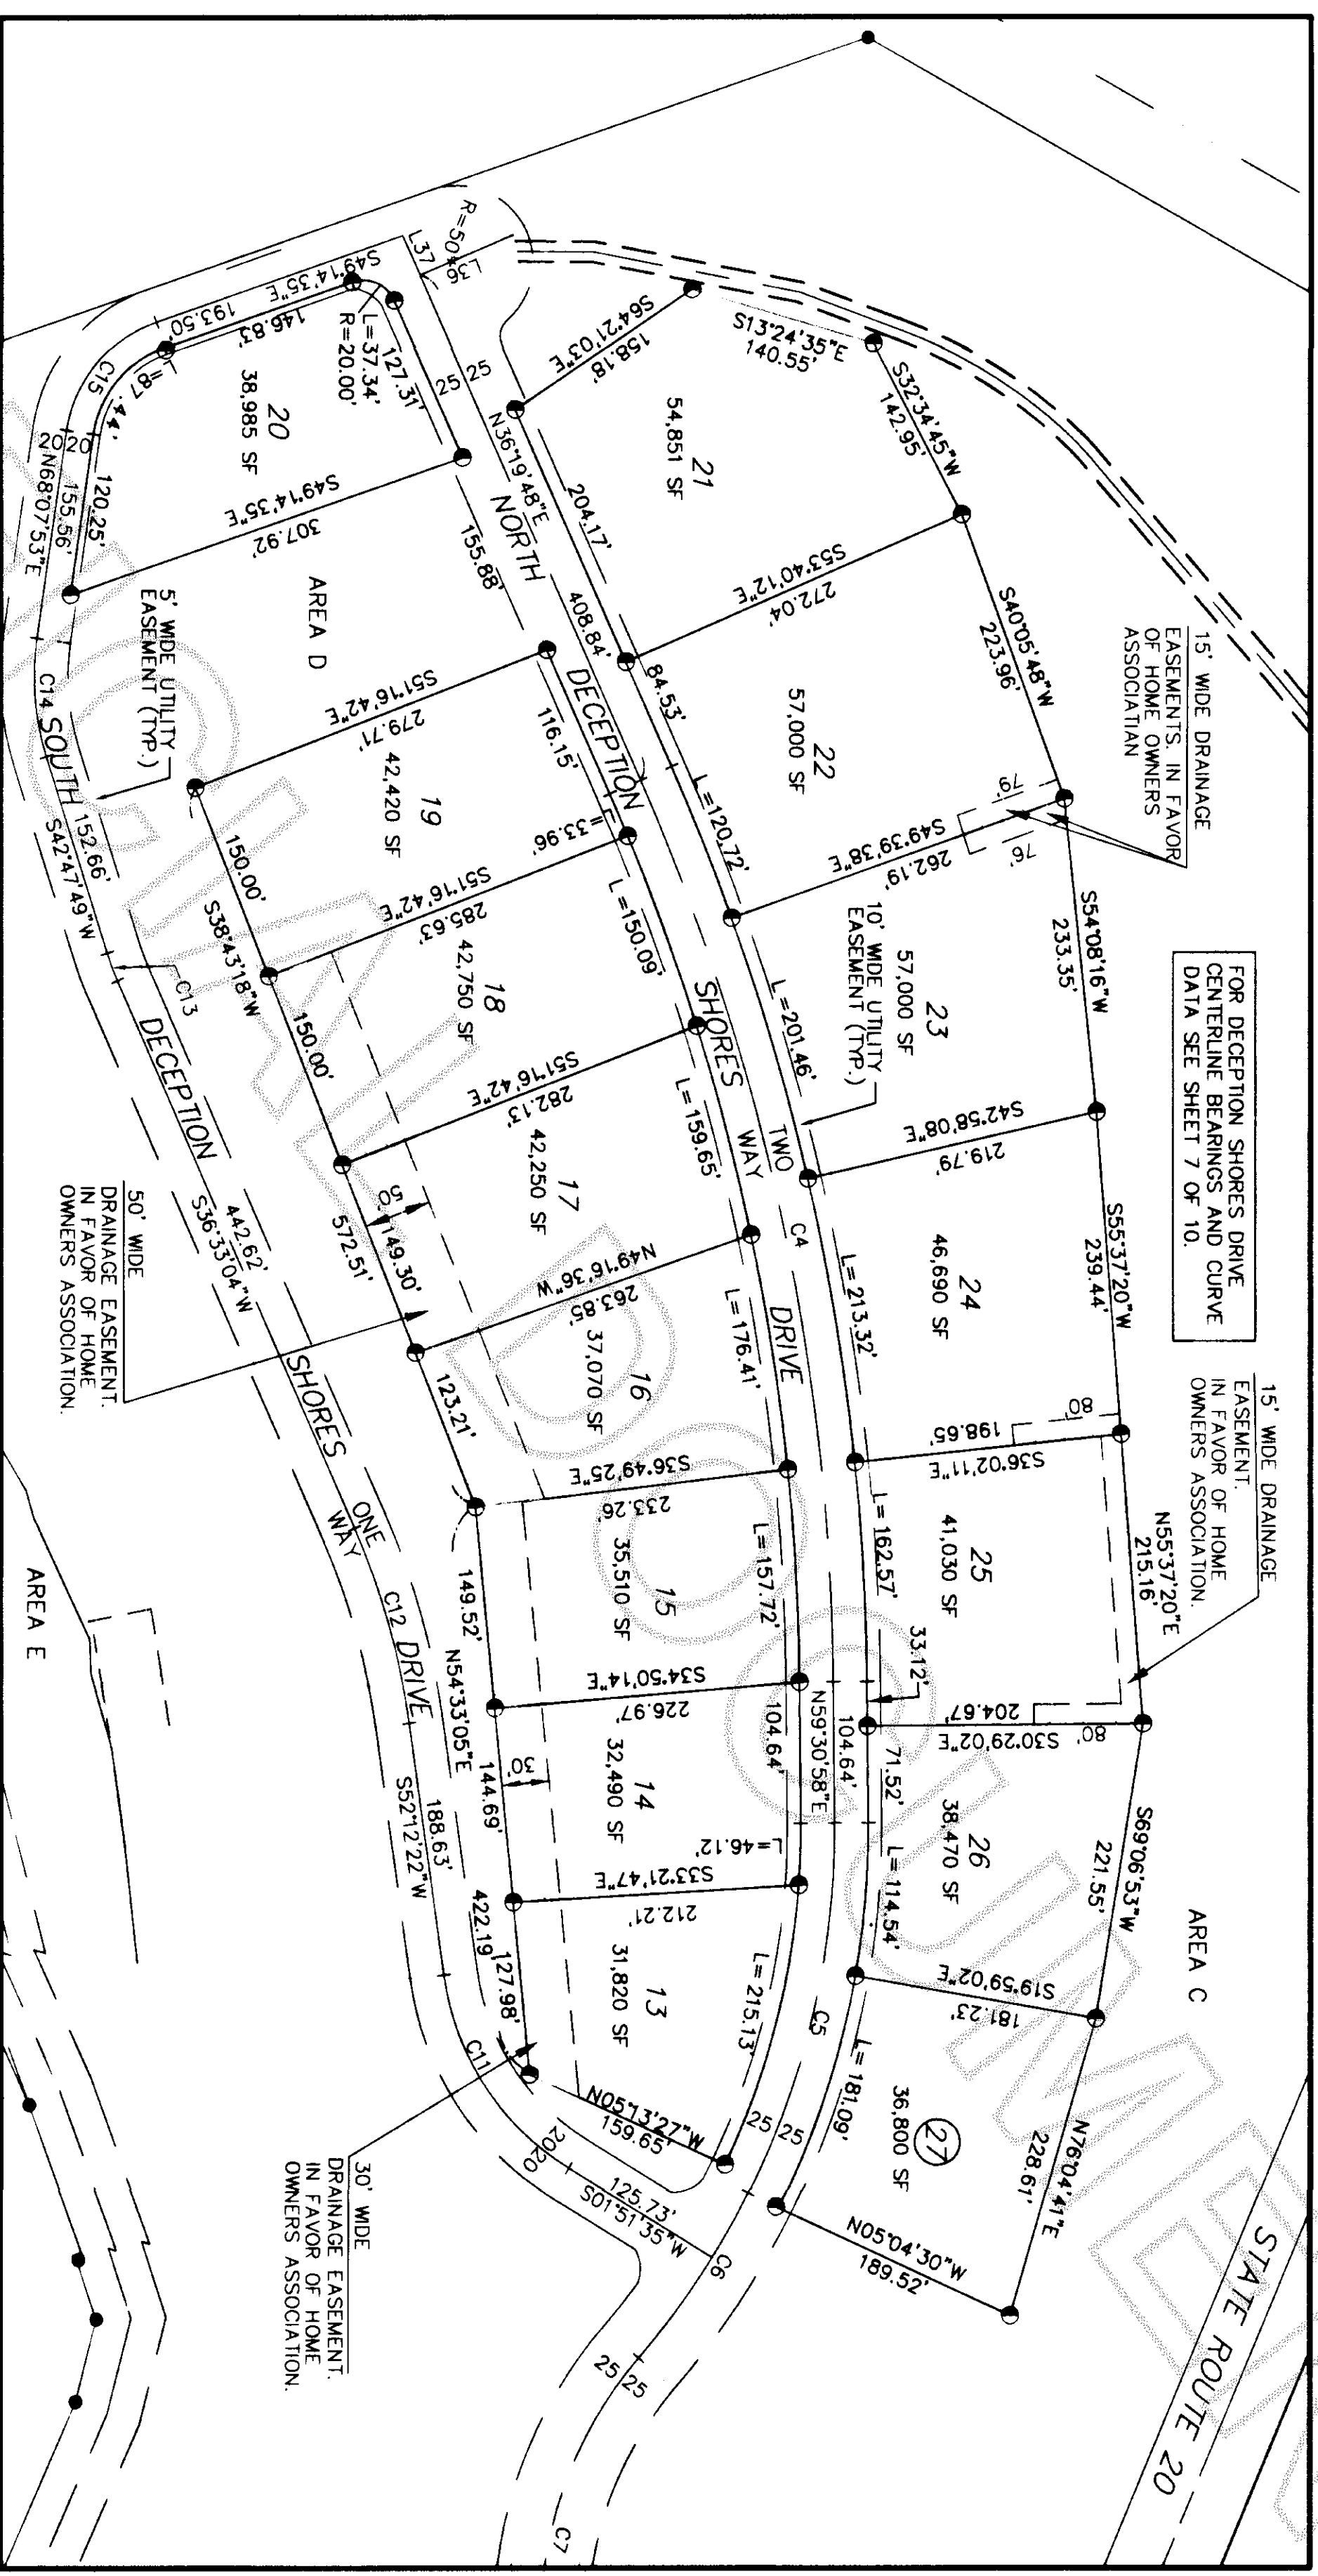 STATE ROUTE 20
FOR DECEPTION SHORES DRIVE
CENTERLINE BEARINGS AND CURVE
DATA SEE SHEET 7 OF 10.
15' WIDE DRAINAGE
EASEMENTS. IN FAVOR
OF HOME OWNERS
ASSOCIATIAN
15' WIDE DRAINAGE
EASEMENT.
IN FAVOR OF HOME
OWNERS ASSOCIATION.
AREA C
S13°24'35"E
140.55'
S32°34'45"W
142.95'
S40°05'48"W
223.96'
S54°08'16"W
233.35'
S55°37'20"W
239.44'
N55°37'20"E
215.16'
S69°06'53"W
221.55'
N76°04'41"E
228.61'
S64°21'03"E
158.18'
21
54,851 SF
S53°40'12"E
272.04'
22
57,000 SF
79'
76'
S49°39'38"E
262.19'
10' WIDE UTILITY
EASEMENT (TYP.)
23
57,000 SF
S42°58'08"E
219.79'
24
46,690 SF
80'
S36°02'11"E
198.65'
25
41,030 SF
33.12'
80'
S30°29'02"E
204.67'
26
38,470 SF
S19°59'02"E
181.23'
27
36,800 SF
N05°04'30"W
189.52'
204.17'
84.53'
L=120.72'
L=201.46'
L=213.32'
L=162.57'
71.52'
L=114.54'
L=181.09'
R=50'
L36
L37
25
25
N36°19'48"E
408.84'
NORTH
DECEPTION
SHORES
DRIVE
TWO
WAY
C4
N59°30'58"E
104.64'
C5
25
25
C6
25
25
C7
127.31'
155.88'
116.15'
=33.96'
L=150.09'
L=159.65'
L=176.41'
L=157.72'
104.64'
L=46.12'
L=215.13'
L=37.34'
R=20.00'
S49°14'35"E
193.50'
146.83'
20
38,985 SF
S49°14'35"E
307.92'
AREA D
S51°16'42"E
279.71'
19
42,420 SF
S51°16'42"E
285.63'
18
42,750 SF
S51°16'42"E
282.13'
17
42,250 SF
N49°16'36"W
263.85'
16
37,070 SF
S36°49'25"E
233.26'
15
35,510 SF
S34°50'14"E
226.97'
14
32,490 SF
S33°21'47"E
212.21'
13
31,820 SF
N05°13'27"W
159.65'
L=87.44'
120.25'
150.00'
S38°43'18"W
150.00'
50'
149.30'
572.51'
123.21'
149.52'
N54°33'05"E
144.69'
30'
422.19'
127.98'
C15
20
20
155.56'
N68°07'53"E
5' WIDE UTILITY
EASEMENT (TYP.)
C14
SOUTH
152.66'
S42°47'49"W
C13
DECEPTION
442.62'
S36°33'04"W
SHORES
ONE
WAY
DRIVE
C12
188.63'
S52°12'22"W
C11
20
20
125.73'
S01°51'35"W
50' WIDE
DRAINAGE EASEMENT.
IN FAVOR OF HOME
OWNERS ASSOCIATION.
30' WIDE
DRAINAGE EASEMENT.
IN FAVOR OF HOME
OWNERS ASSOCIATION.
AREA E